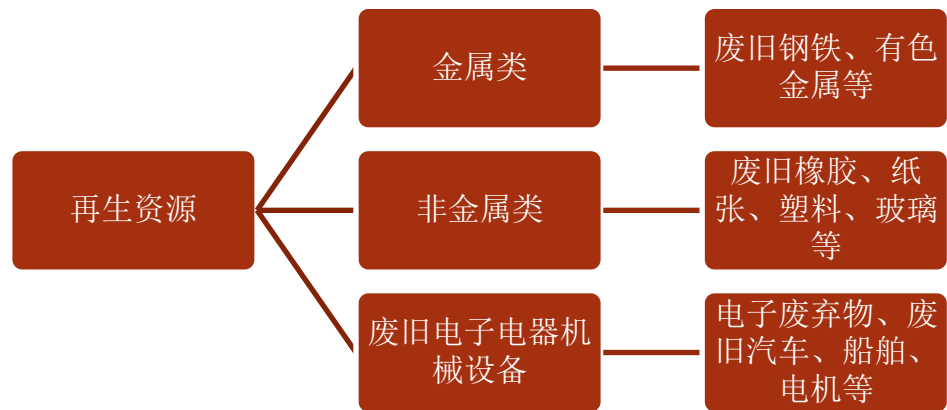 再生资源
金属类
废旧钢铁、有色
金属等
非金属类
废旧橡胶、纸
张、塑料、玻璃
等
废旧电子电器机
械设备
电子废弃物、废
旧汽车、船舶、
电机等